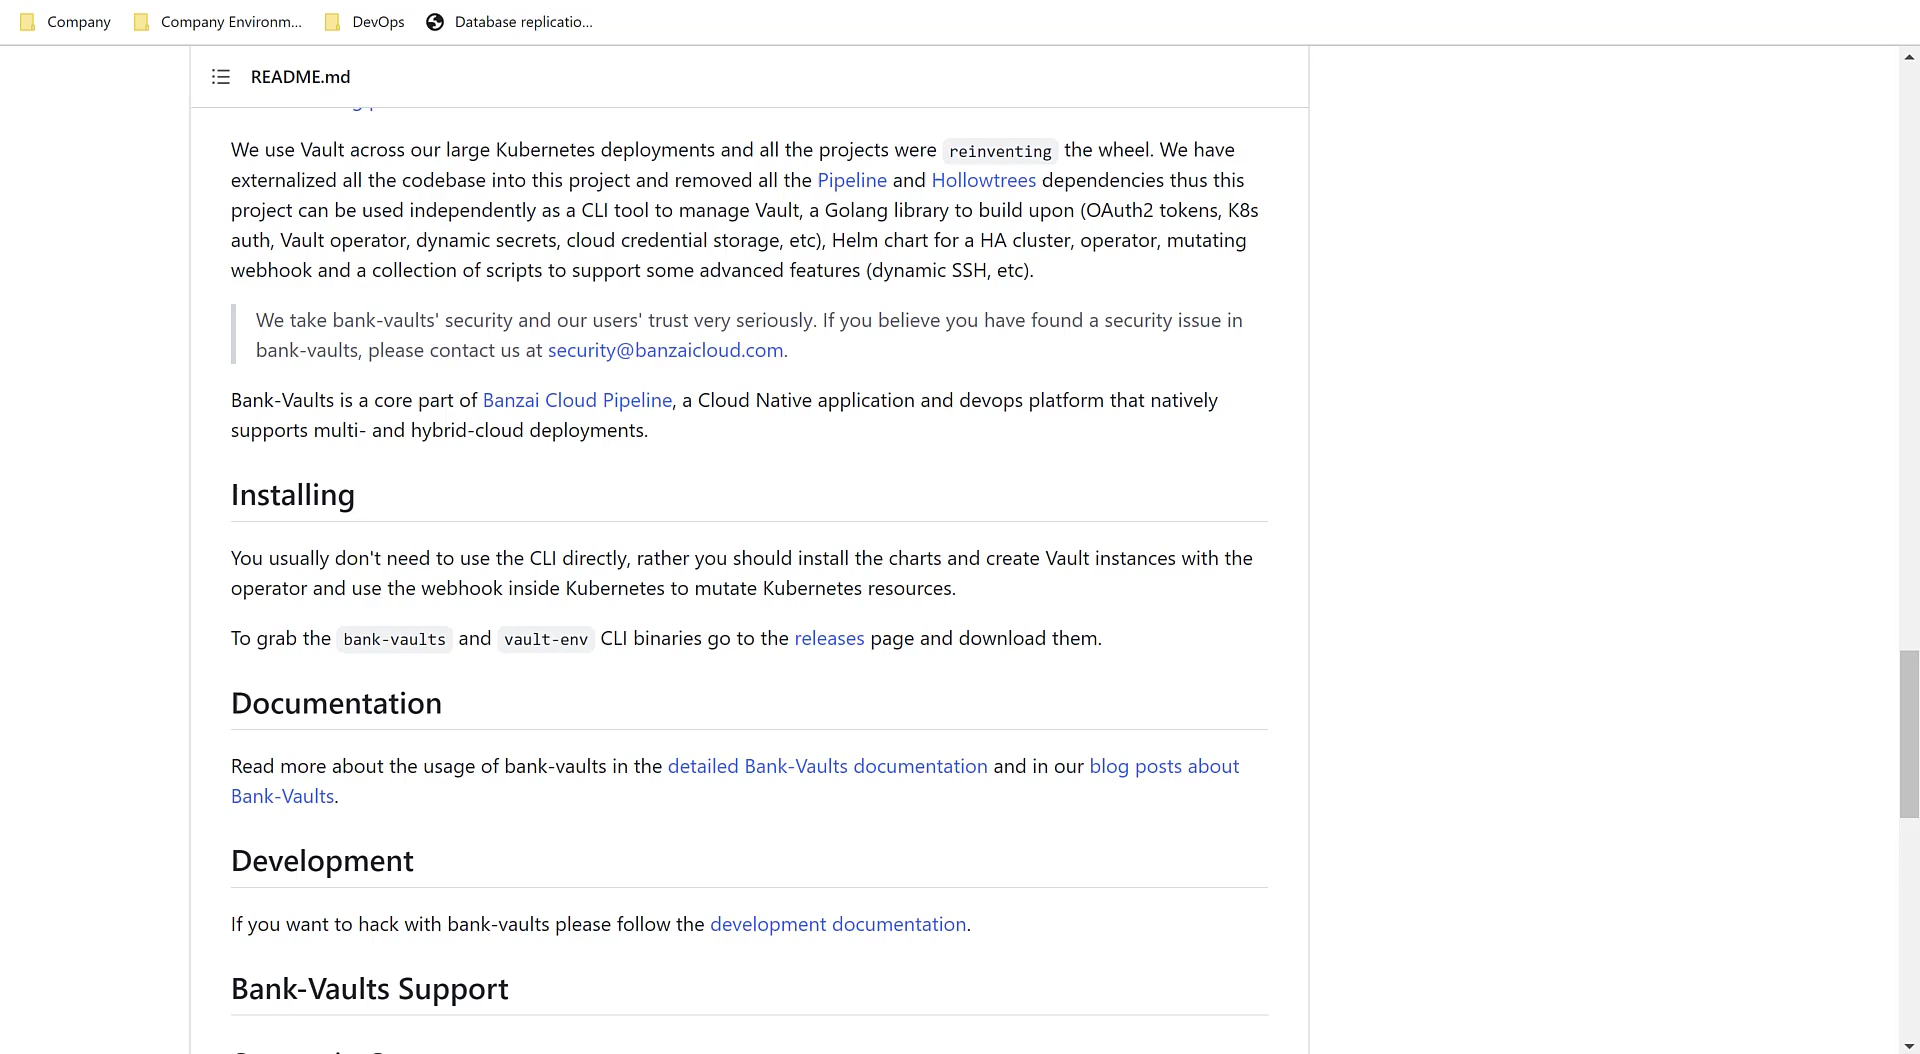 Company
Company Environm...
DevOps
Database replicatio...
README.md
We use Vault across our large Kubernetes deployments and all the projects were reinventing the wheel. We have
externalized all the codebase into this project and removed all the Pipeline and Hollowtrees dependencies thus this
project can be used independently as a CLI tool to manage Vault, a Golang library to build upon (OAuth2 tokens, K8s
auth, Vault operator, dynamic secrets, cloud credential storage, etc), Helm chart for a HA cluster, operator, mutating
webhook and a collection of scripts to support some advanced features (dynamic SSH, etc).
We take bank-vaults' security and our users' trust very seriously. If you believe you have found a security issue in
bank-vaults, please contact us at security@banzaicloud.com.
Bank-Vaults is a core part of Banzai Cloud Pipeline, a Cloud Native application and devops platform that natively
supports multi- and hybrid-cloud deployments.
Installing
You usually don't need to use the CLI directly, rather you should install the charts and create Vault instances with the
operator and use the webhook inside Kubernetes to mutate Kubernetes resources.
To grab the bank-vaults and vault-env CLI binaries go to the releases page and download them.
Documentation
Read more about the usage of bank-vaults in the detailed Bank-Vaults documentation and in our blog posts about
Bank-Vaults.
Development
If you want to hack with bank-vaults please follow the development documentation.
Bank-Vaults Support